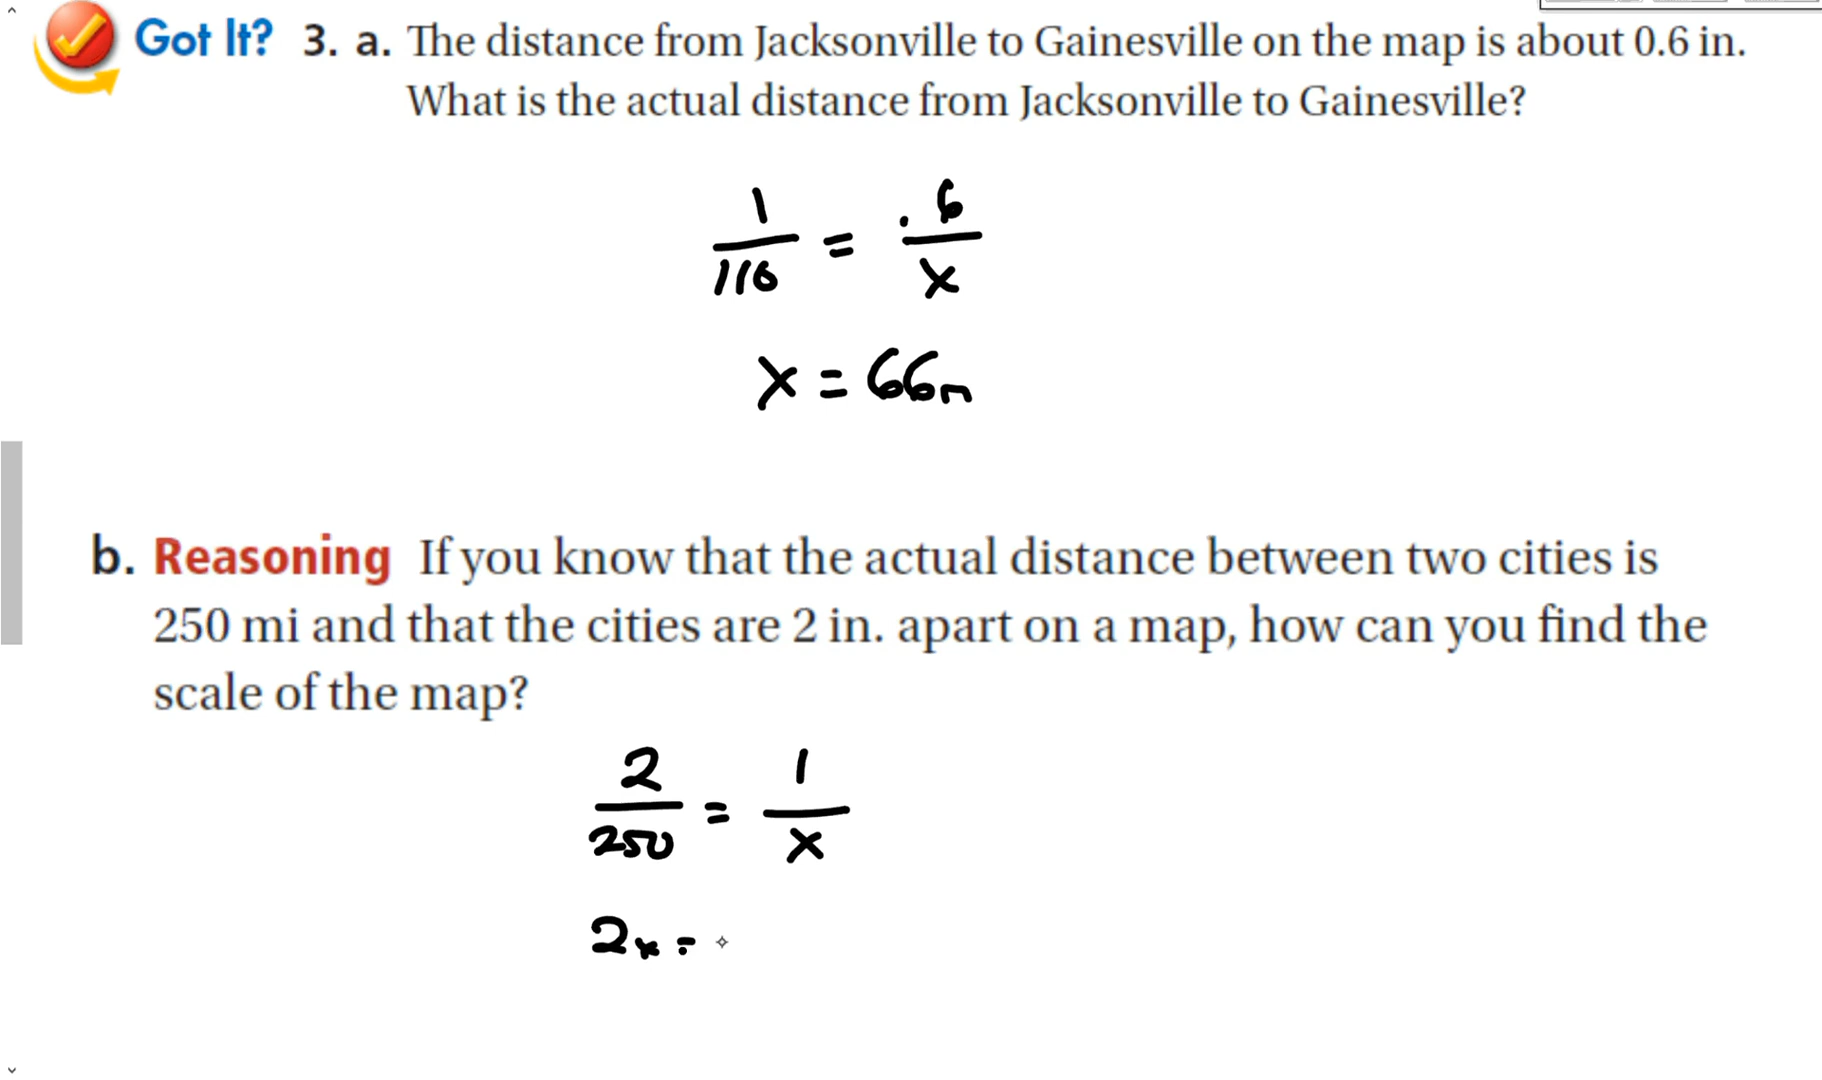 Got It? 3. a. The distance from Jacksonville to Gainesville on the map is about 0.6 in.
What is the actual distance from Jacksonville to Gainesville?
1/110 = .6/x
x = 66m
b. Reasoning If you know that the actual distance between two cities is
250 mi and that the cities are 2 in. apart on a map, how can you find the
scale of the map?
2/250 = 1/x
2x =